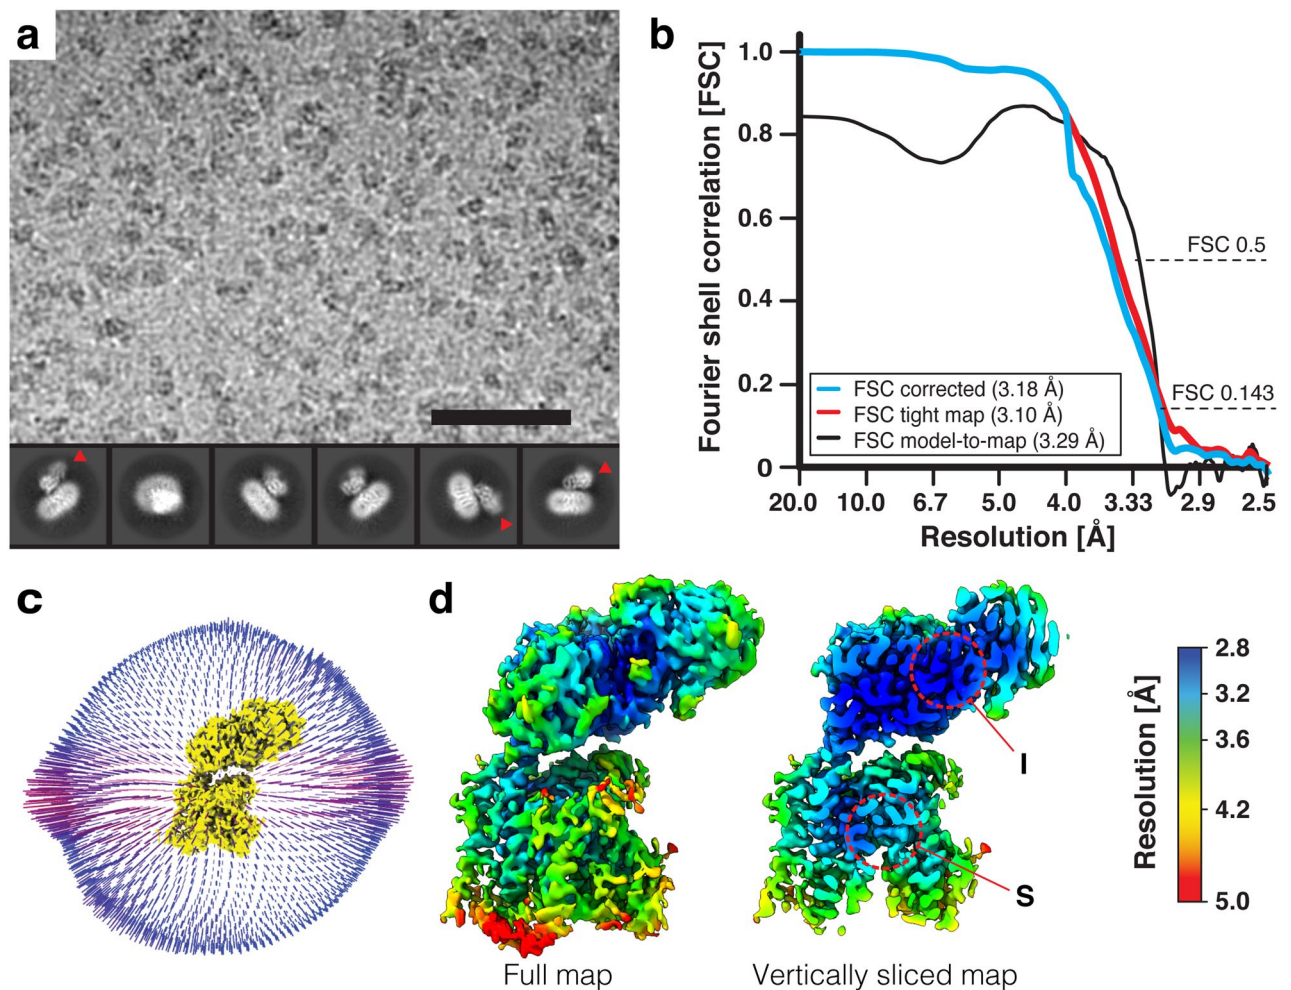 a
b
Fourier shell correlation [FSC]
1.0
0.8
0.6
0.4
0.2
0
FSC 0.5
FSC 0.143
FSC corrected (3.18 Å)
FSC tight map (3.10 Å)
FSC model-to-map (3.29 Å)
20.0 10.0 6.7 5.0 4.0 3.33 2.9 2.5
Resolution [Å]
c
d
I
S
Full map
Vertically sliced map
Resolution [Å]
2.8
3.2
3.6
4.2
5.0